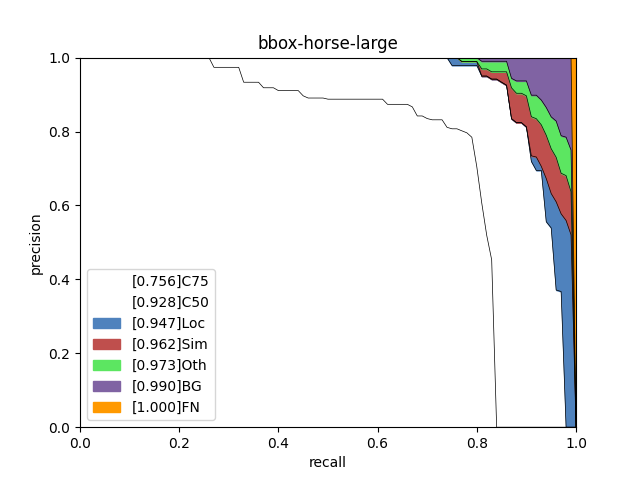 bbox-horse-large
1.0
0.8
0.6
0.4
0.2
0.0
precision
[0.756]C75
[0.928]C50
[0.947]Loc
[0.962]Sim
[0.973]Oth
[0.990]BG
[1.000]FN
0.0 0.2 0.4 0.6 0.8 1.0
recall